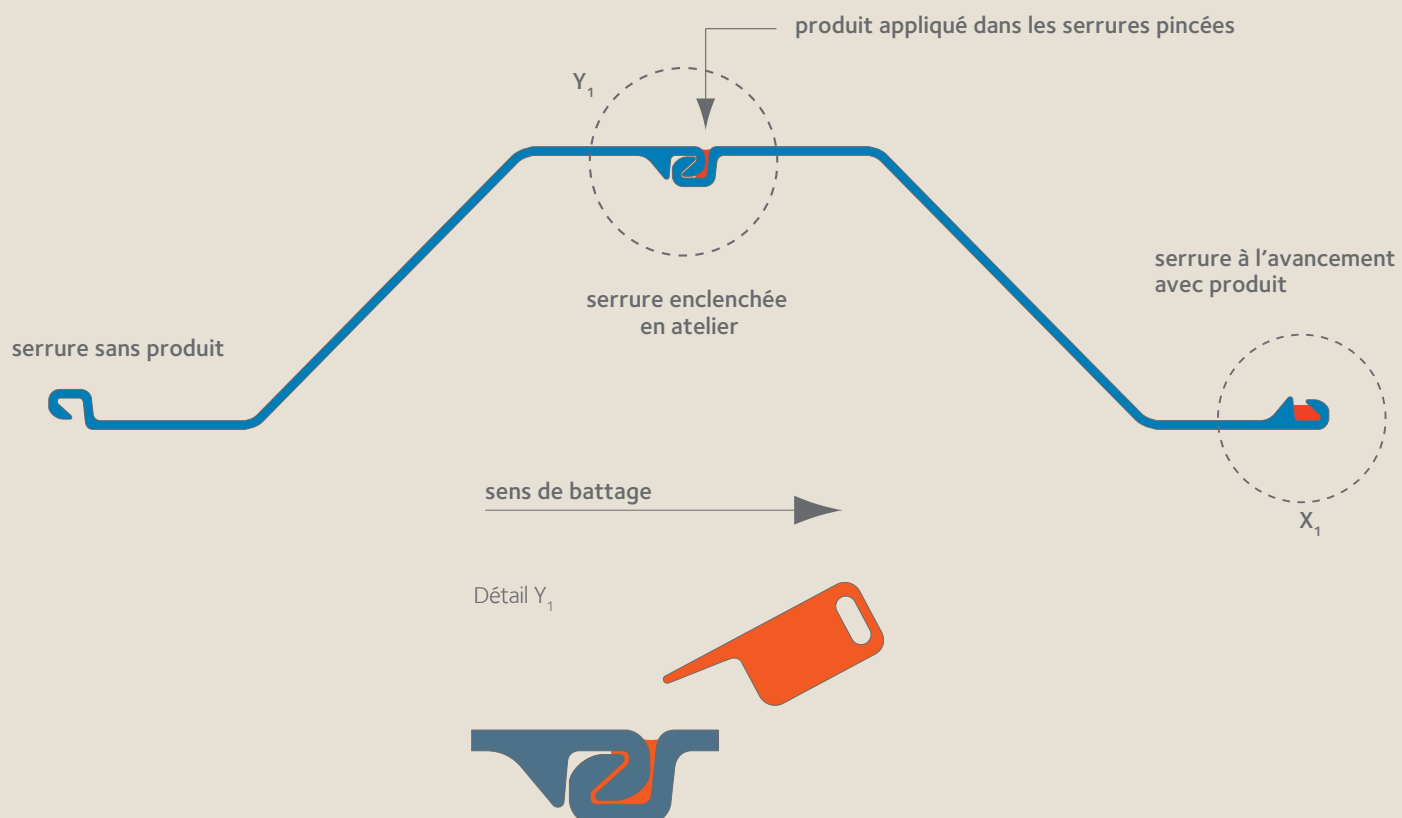 produit appliqué dans les serrures pincées
Y1
serrure à l’avancement
avec produit
serrure enclenchée
en atelier
serrure sans produit
sens de battage
X1
Détail Y1